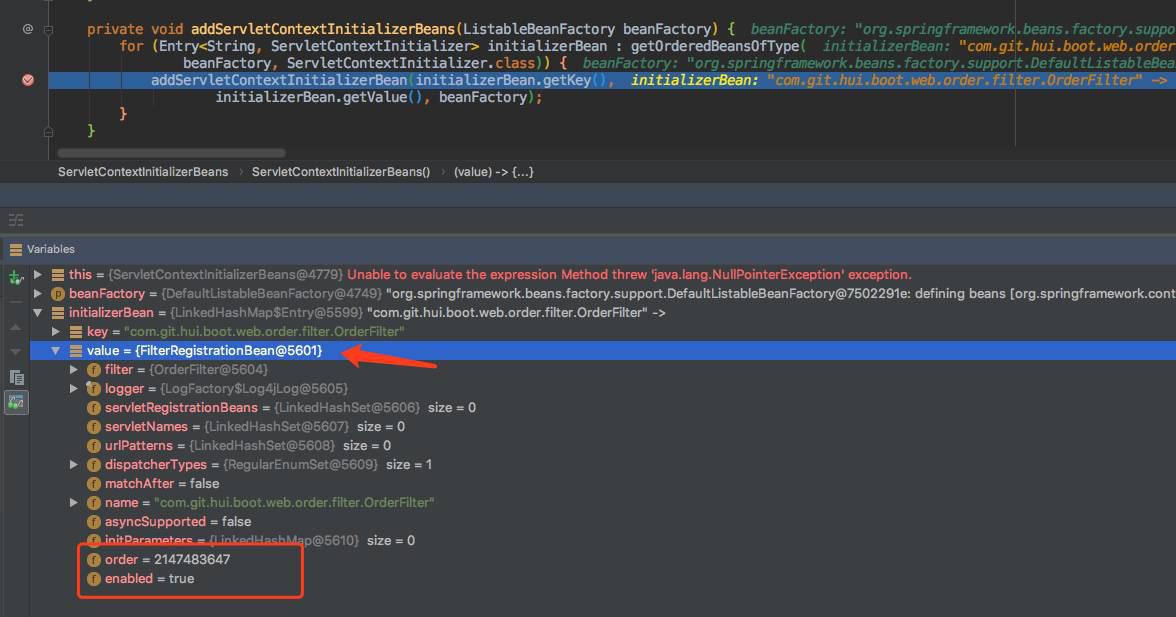 private void addServletContextInitializerBeans(ListableBeanFactory beanFactory) { beanFactory: "org.springframework.beans.factory.suppo
for (Entry<String, ServletContextInitializer> initializerBean : getOrderedBeansOfType( initializerBean: "com.git.hui.boot.web.order
beanFactory, ServletContextInitializer.class)) { beanFactory: "org.springframework.beans.factory.support.DefaultListableBean
addServletContextInitializerBean(initializerBean.getKey(), initializerBean: "com.git.hui.boot.web.order.filter.OrderFilter" ->
initializerBean.getValue(), beanFactory);
}
}
ServletContextInitializerBeans › ServletContextInitializerBeans() › (value) -> {...}
Variables
this = {ServletContextInitializerBeans@4779} Unable to evaluate the expression Method threw 'java.lang.NullPointerException' exception.
beanFactory = {DefaultListableBeanFactory@4749} "org.springframework.beans.factory.support.DefaultListableBeanFactory@7502291e: defining beans [org.springframework.cont
initializerBean = {LinkedHashMap$Entry@5599} "com.git.hui.boot.web.order.filter.OrderFilter" ->
key = "com.git.hui.boot.web.order.filter.OrderFilter"
value = {FilterRegistrationBean@5601}
filter = {OrderFilter@5604}
logger = {LogFactory$Log4jLog@5605}
servletRegistrationBeans = {LinkedHashSet@5606} size = 0
servletNames = {LinkedHashSet@5607} size = 0
urlPatterns = {LinkedHashSet@5608} size = 0
dispatcherTypes = {RegularEnumSet@5609} size = 1
matchAfter = false
name = "com.git.hui.boot.web.order.filter.OrderFilter"
asyncSupported = false
initParameters = {LinkedHashMap@5610} size = 0
order = 2147483647
enabled = true